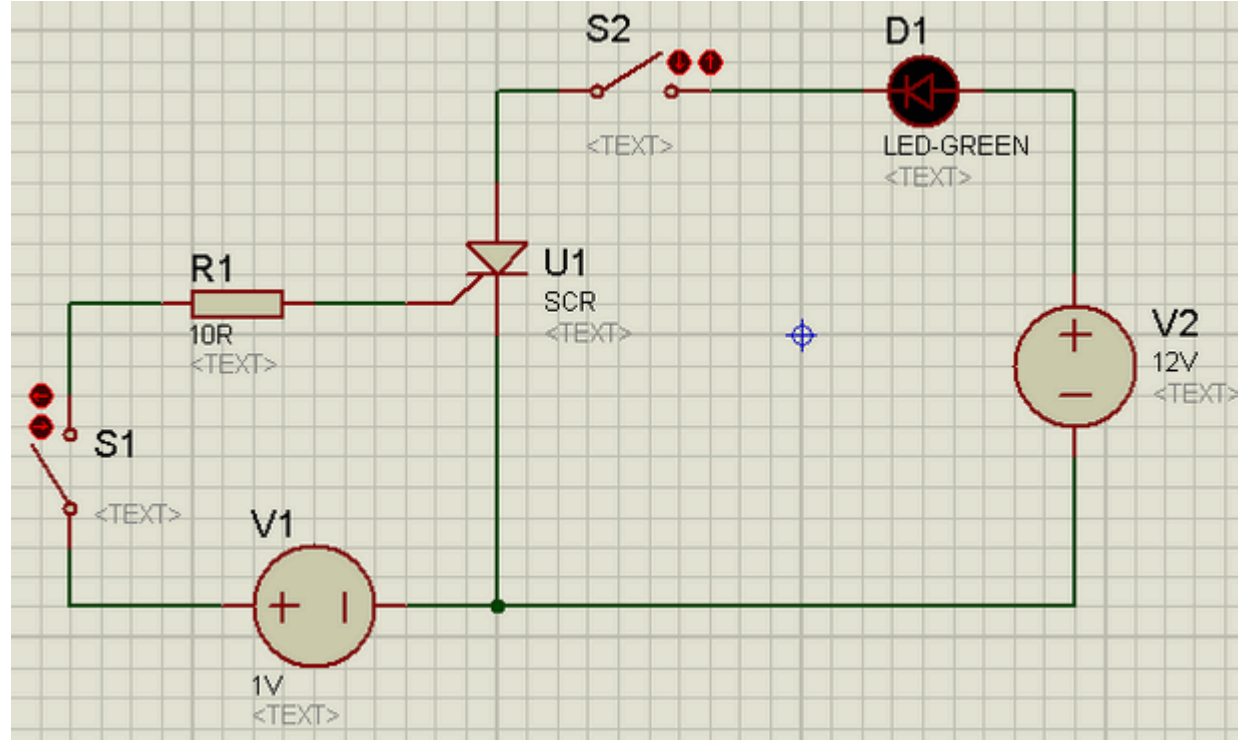 S2
D1
<TEXT>
LED-GREEN
<TEXT>
R1
10R
<TEXT>
U1
SCR
<TEXT>
V2
12V
<TEXT>
S1
<TEXT>
V1
1V
<TEXT>